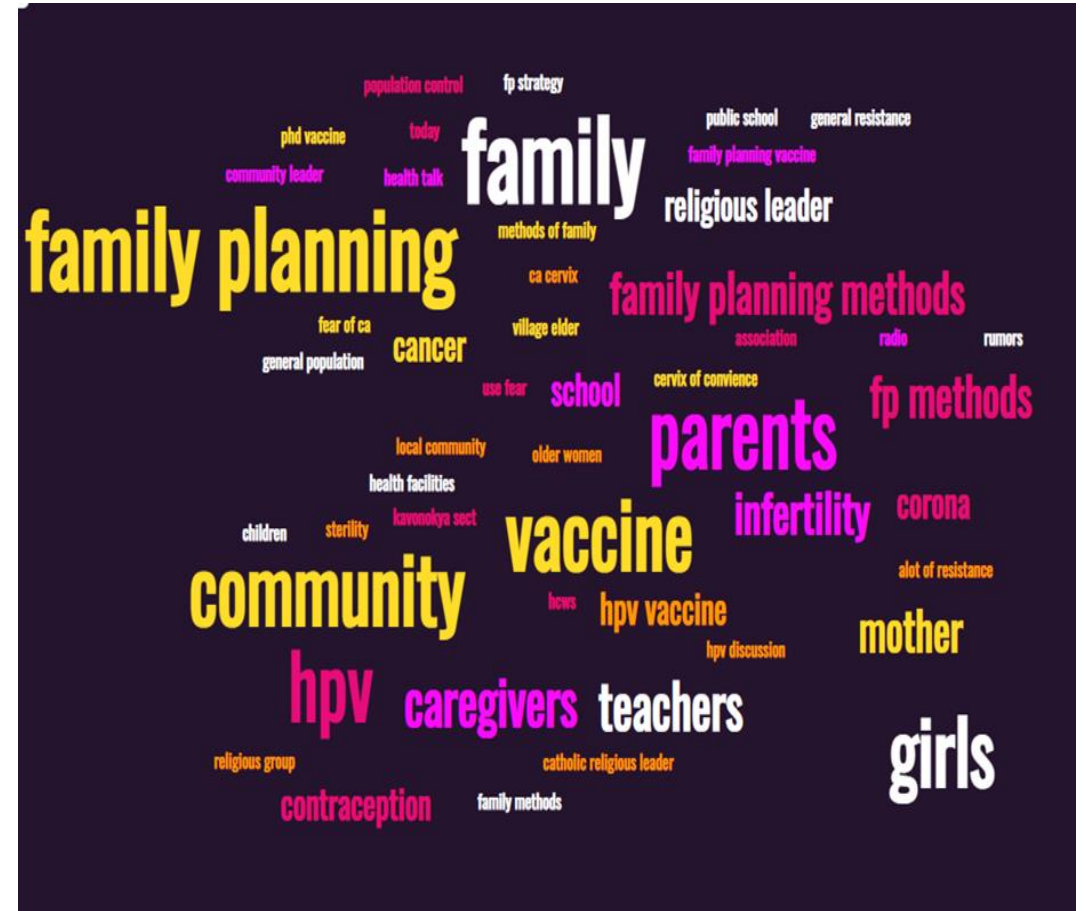 population control
fp strategy
public school
general resistance
phd vaccine
today
family
family planning vaccine
community leader
health talk
religious leader
family planning
methods of family
ca cervix
family planning methods
fear of ca
village elder
association
radio
rumors
general population
cancer
use fear
school
cervix of convience
fp methods
parents
local community
older women
health facilities
infertility
corona
children
sterility
kavonokya sect
vaccine
alot of resistance
community
hcws
hpv vaccine
mother
hpv discussion
hpv
caregivers
teachers
girls
religious group
catholic religious leader
contraception
family methods